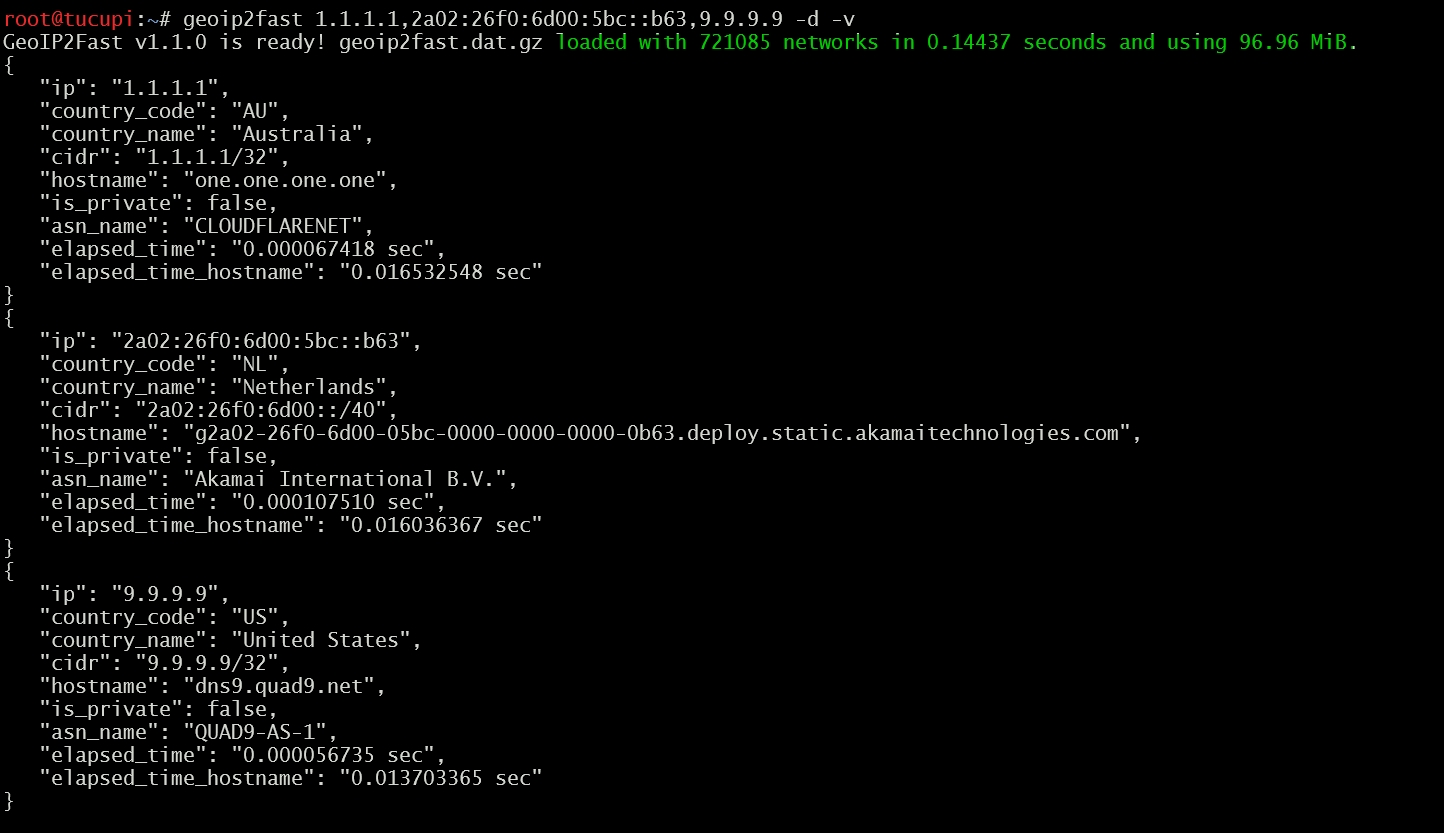 root@tucupi:~# geoip2fast 1.1.1.1,2a02:26f0:6d00:5bc::b63,9.9.9.9 -d -v
GeoIP2Fast v1.1.0 is ready! geoip2fast.dat.gz loaded with 721085 networks in 0.14437 seconds and using 96.96 MiB.
{
   "ip": "1.1.1.1",
   "country_code": "AU",
   "country_name": "Australia",
   "cidr": "1.1.1.1/32",
   "hostname": "one.one.one.one",
   "is_private": false,
   "asn_name": "CLOUDFLARENET",
   "elapsed_time": "0.000067418 sec",
   "elapsed_time_hostname": "0.016532548 sec"
}
{
   "ip": "2a02:26f0:6d00:5bc::b63",
   "country_code": "NL",
   "country_name": "Netherlands",
   "cidr": "2a02:26f0:6d00::/40",
   "hostname": "g2a02-26f0-6d00-05bc-0000-0000-0000-0b63.deploy.static.akamaitechnologies.com",
   "is_private": false,
   "asn_name": "Akamai International B.V.",
   "elapsed_time": "0.000107510 sec",
   "elapsed_time_hostname": "0.016036367 sec"
}
{
   "ip": "9.9.9.9",
   "country_code": "US",
   "country_name": "United States",
   "cidr": "9.9.9.9/32",
   "hostname": "dns9.quad9.net",
   "is_private": false,
   "asn_name": "QUAD9-AS-1",
   "elapsed_time": "0.000056735 sec",
   "elapsed_time_hostname": "0.013703365 sec"
}